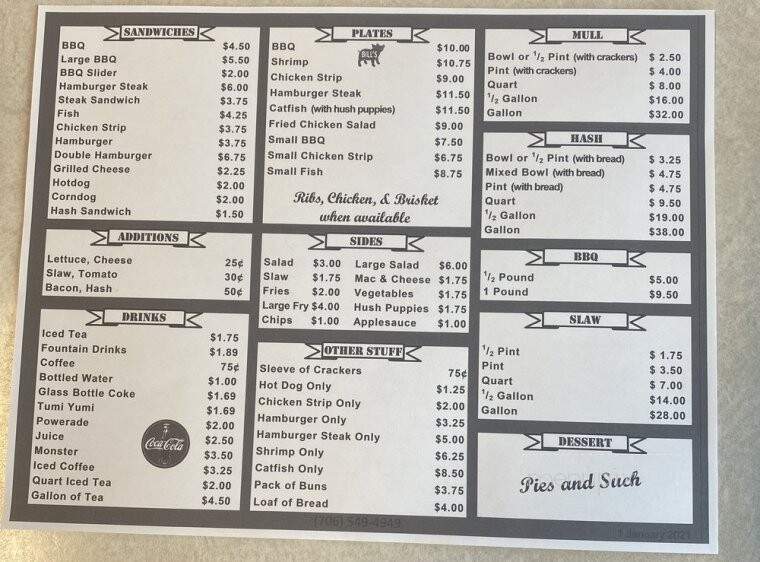 SANDWICHES
BBQ $4.50
Large BBQ $5.50
BBQ Slider $2.00
Hamburger Steak $6.00
Steak Sandwich $3.75
Fish $4.25
Chicken Strip $3.75
Hamburger $3.75
Double Hamburger $6.75
Grilled Cheese $2.25
Hotdog $2.00
Corndog $2.00
Hash Sandwich $1.50
ADDITIONS
Lettuce, Cheese 25¢
Slaw, Tomato 30¢
Bacon, Hash 50¢
DRINKS
Iced Tea $1.75
Fountain Drinks $1.89
Coffee 75¢
Bottled Water $1.00
Glass Bottle Coke $1.69
Tumi Yumi $1.69
Powerade $2.00
Juice $2.50
Monster $3.50
Iced Coffee $3.25
Quart Iced Tea $2.00
Gallon of Tea $4.50
Coca-Cola
PLATES
BILL'S
BBQ $10.00
Shrimp $10.75
Chicken Strip $9.00
Hamburger Steak $11.50
Catfish (with hush puppies) $11.50
Fried Chicken Salad $9.00
Small BBQ $7.50
Small Chicken Strip $6.75
Small Fish $8.75
Ribs, Chicken, & Brisket
when available
SIDES
Salad $3.00 Large Salad $6.00
Slaw $1.75 Mac & Cheese $1.75
Fries $2.00 Vegetables $1.75
Large Fry $4.00 Hush Puppies $1.75
Chips $1.00 Applesauce $1.00
OTHER STUFF
Sleeve of Crackers 75¢
Hot Dog Only $1.25
Chicken Strip Only $2.00
Hamburger Only $3.25
Hamburger Steak Only $5.00
Shrimp Only $6.25
Catfish Only $8.50
Pack of Buns $3.75
Loaf of Bread $4.00
(706) 549-4949
MULL
Bowl or 1/2 Pint (with crackers) $ 2.50
Pint (with crackers) $ 4.00
Quart $ 8.00
1/2 Gallon $16.00
Gallon $32.00
HASH
Bowl or 1/2 Pint (with bread) $ 3.25
Mixed Bowl (with bread) $ 4.75
Pint (with bread) $ 4.75
Quart $ 9.50
1/2 Gallon $19.00
Gallon $38.00
BBQ
1/2 Pound $5.00
1 Pound $9.50
SLAW
1/2 Pint $ 1.75
Pint $ 3.50
Quart $ 7.00
1/2 Gallon $14.00
Gallon $28.00
DESSERT
Pies and Such
1 January 2021